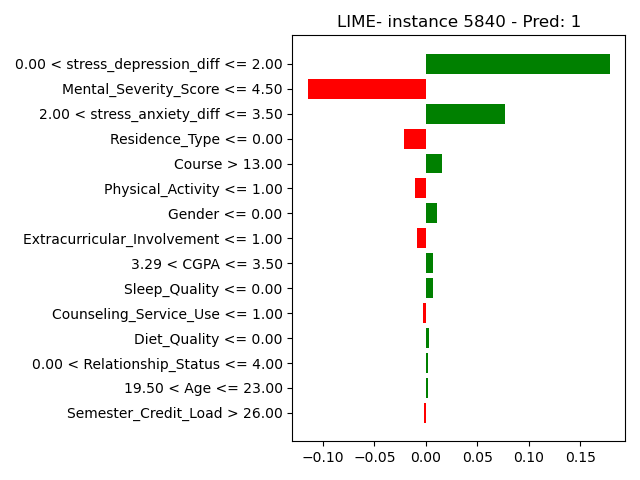 LIME- instance 5840 - Pred: 1
0.00 < stress_depression_diff <= 2.00
Mental_Severity_Score <= 4.50
2.00 < stress_anxiety_diff <= 3.50
Residence_Type <= 0.00
Course > 13.00
Physical_Activity <= 1.00
Gender <= 0.00
Extracurricular_Involvement <= 1.00
3.29 < CGPA <= 3.50
Sleep_Quality <= 0.00
Counseling_Service_Use <= 1.00
Diet_Quality <= 0.00
0.00 < Relationship_Status <= 4.00
19.50 < Age <= 23.00
Semester_Credit_Load > 26.00
−0.10 −0.05 0.00 0.05 0.10 0.15